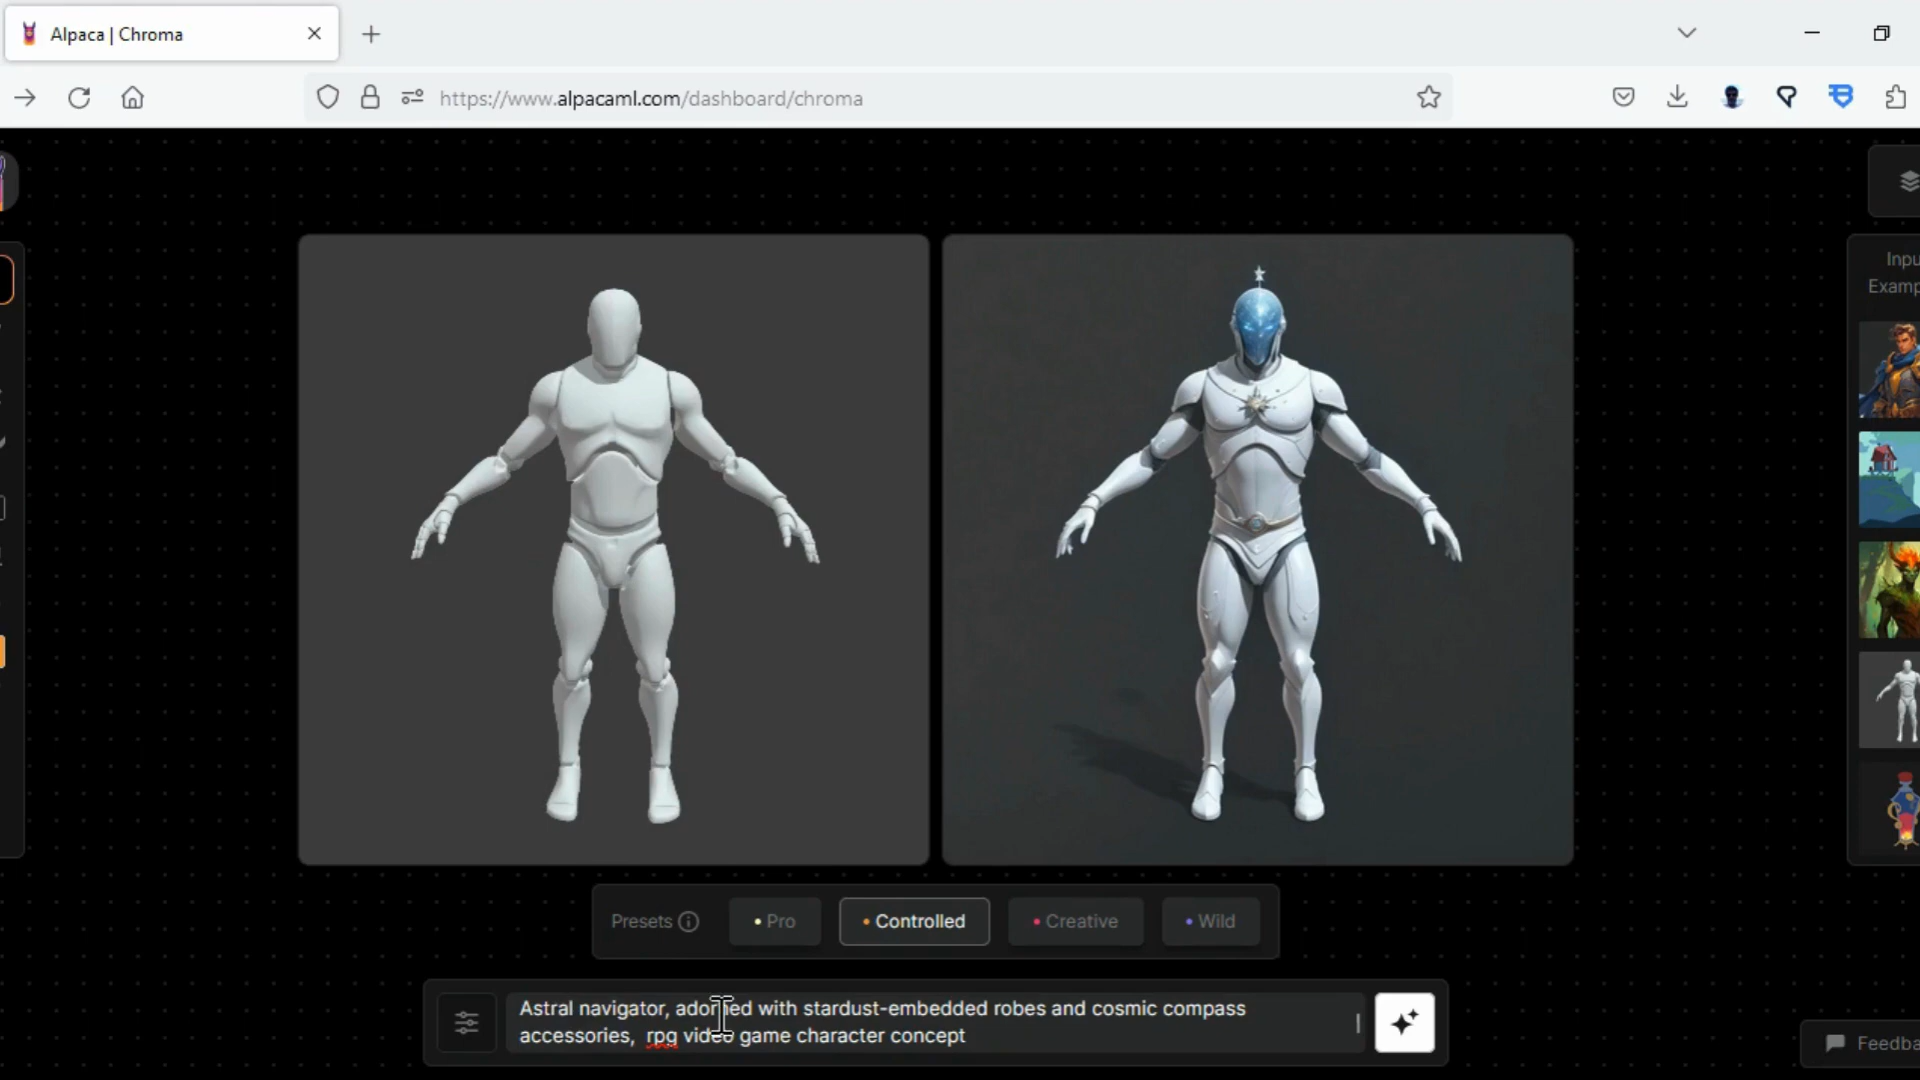 Alpaca | Chroma
https://www.alpacaml.com/dashboard/chroma
Presets
Pro
Controlled
Creative
Wild
Astral navigator, adorned with stardust-embedded robes and cosmic compass
accessories, rpg video game character concept